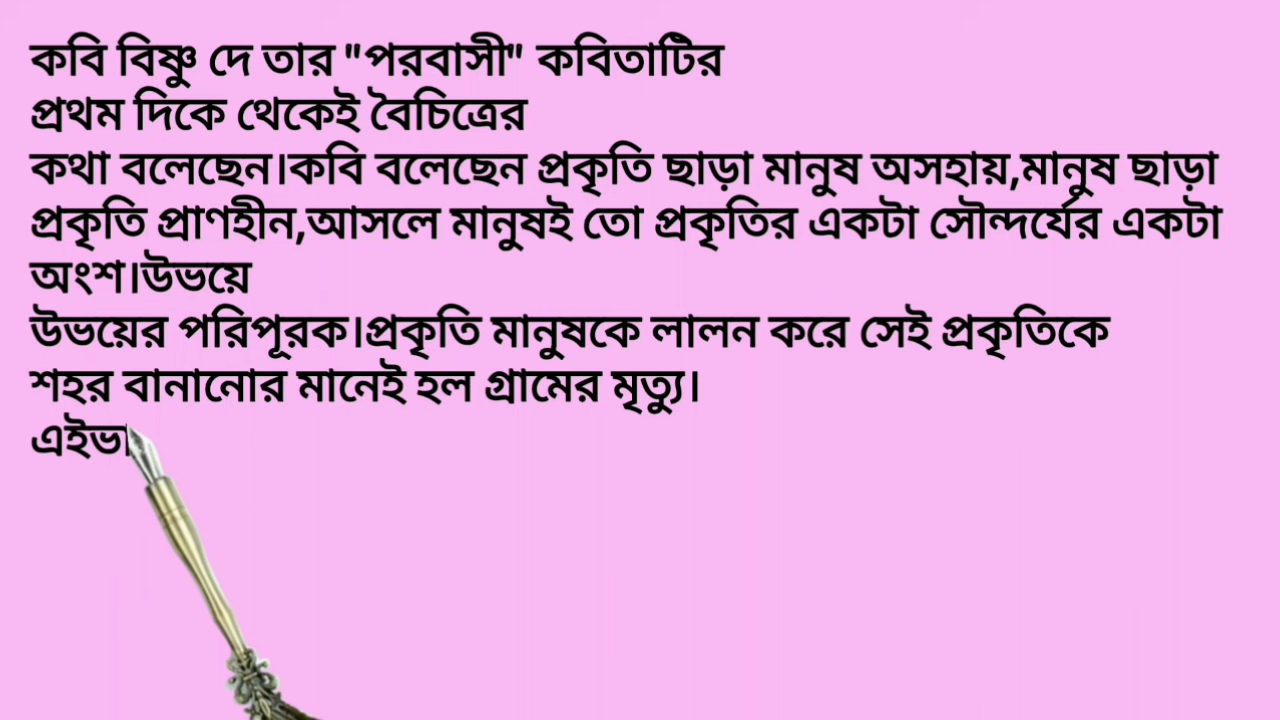 কবি বিষ্ণু দে তার "পরবাসী" কবিতাটির
প্রথম দিকে থেকেই বৈচিত্রের
কথা বলেছেন।কবি বলেছেন প্রকৃতি ছাড়া মানুষ অসহায়,মানুষ ছাড়া
প্রকৃতি প্রাণহীন,আসলে মানুষই তো প্রকৃতির একটা সৌন্দর্যের একটা
অংশ।উভয়ে
উভয়ের পরিপূরক।প্রকৃতি মানুষকে লালন করে সেই প্রকৃতিকে
শহর বানানোর মানেই হল গ্রামের মৃত্যু।